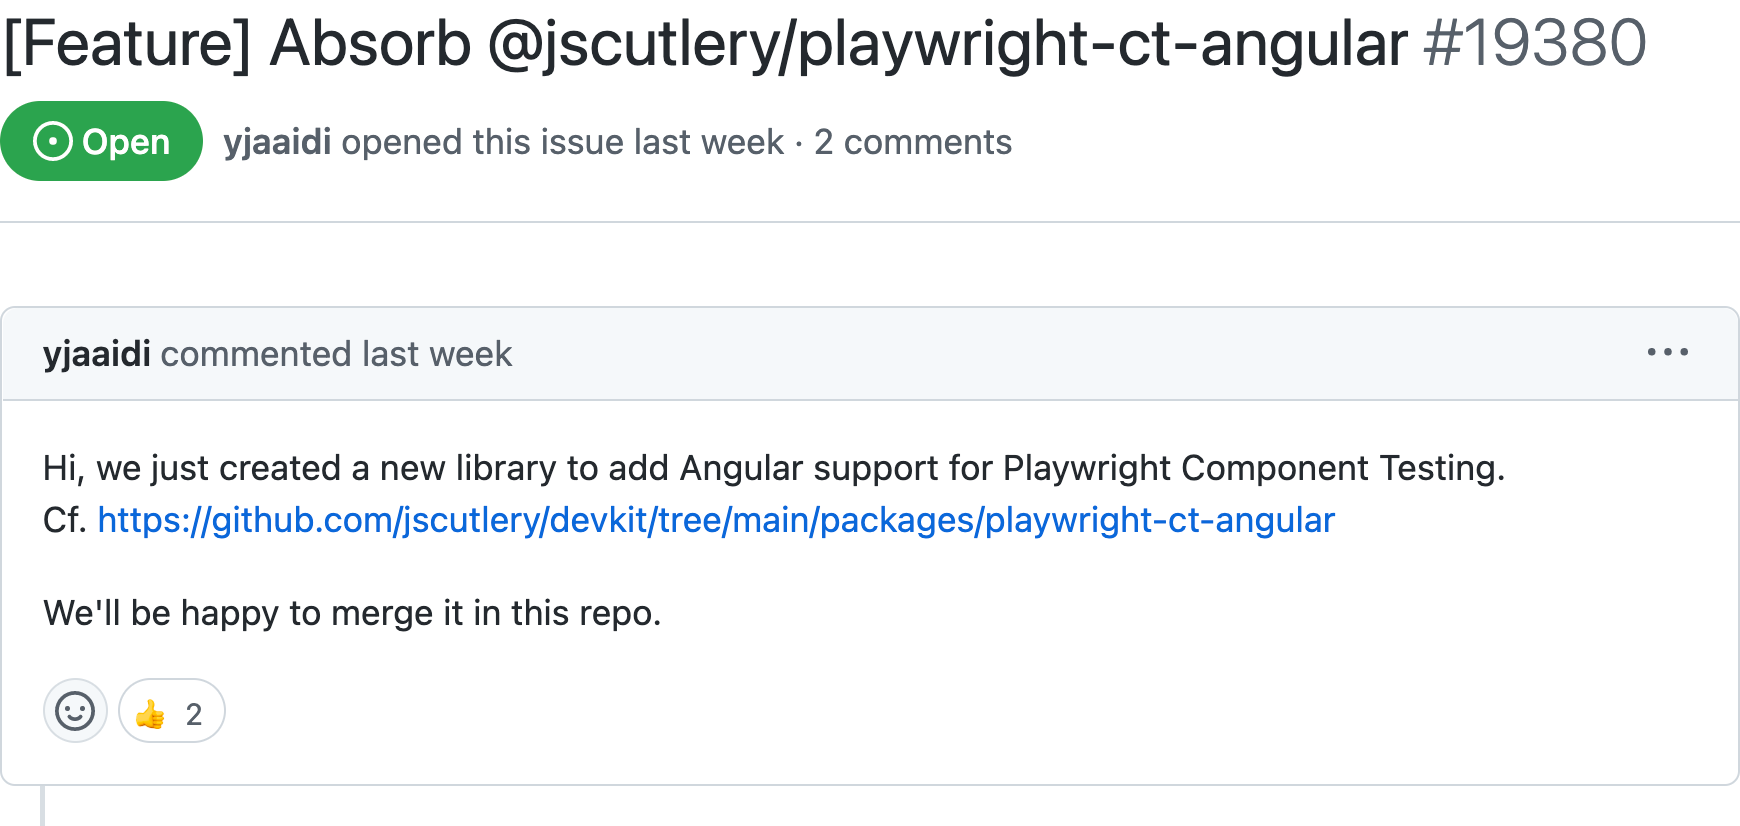 [Feature] Absorb @jscutlery/playwright-ct-angular #19380
Open yjaaidi opened this issue last week · 2 comments
yjaaidi commented last week
Hi, we just created a new library to add Angular support for Playwright Component Testing.
Cf. https://github.com/jscutlery/devkit/tree/main/packages/playwright-ct-angular
We'll be happy to merge it in this repo.
👍 2